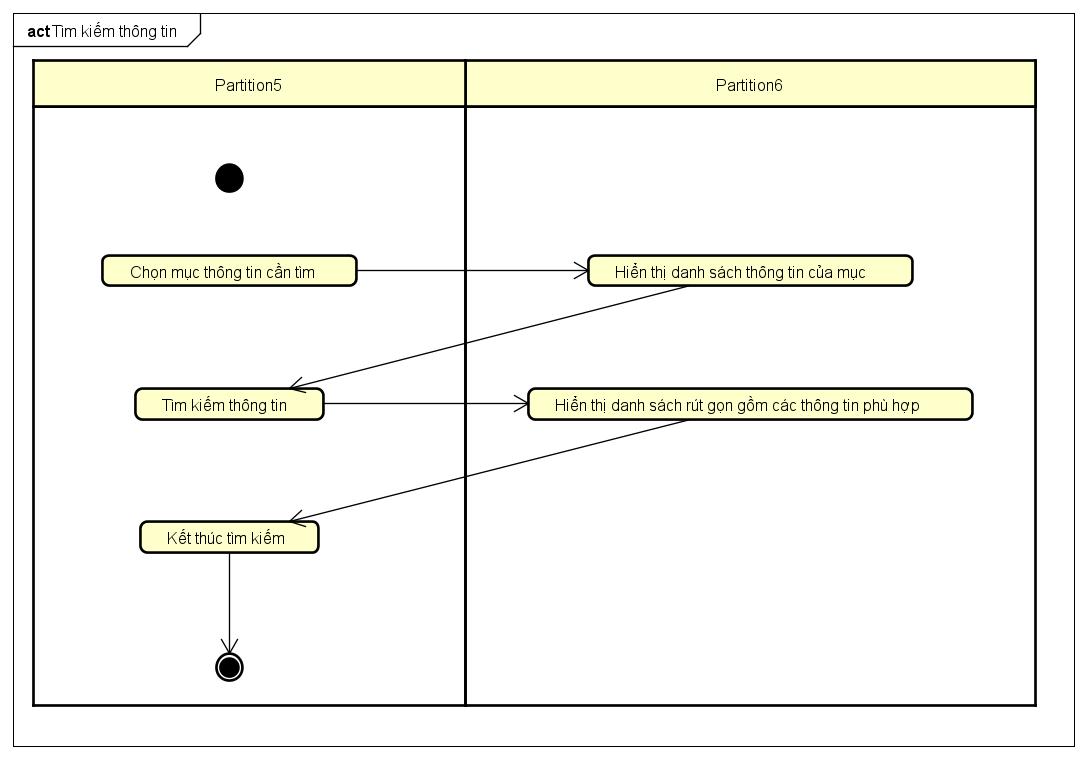 act Tìm kiếm thông tin
Partition5
Partition6
Chọn mục thông tin cần tìm
Hiển thị danh sách thông tin của mục
Tìm kiếm thông tin
Hiển thị danh sách rút gọn gồm các thông tin phù hợp
Kết thúc tìm kiếm